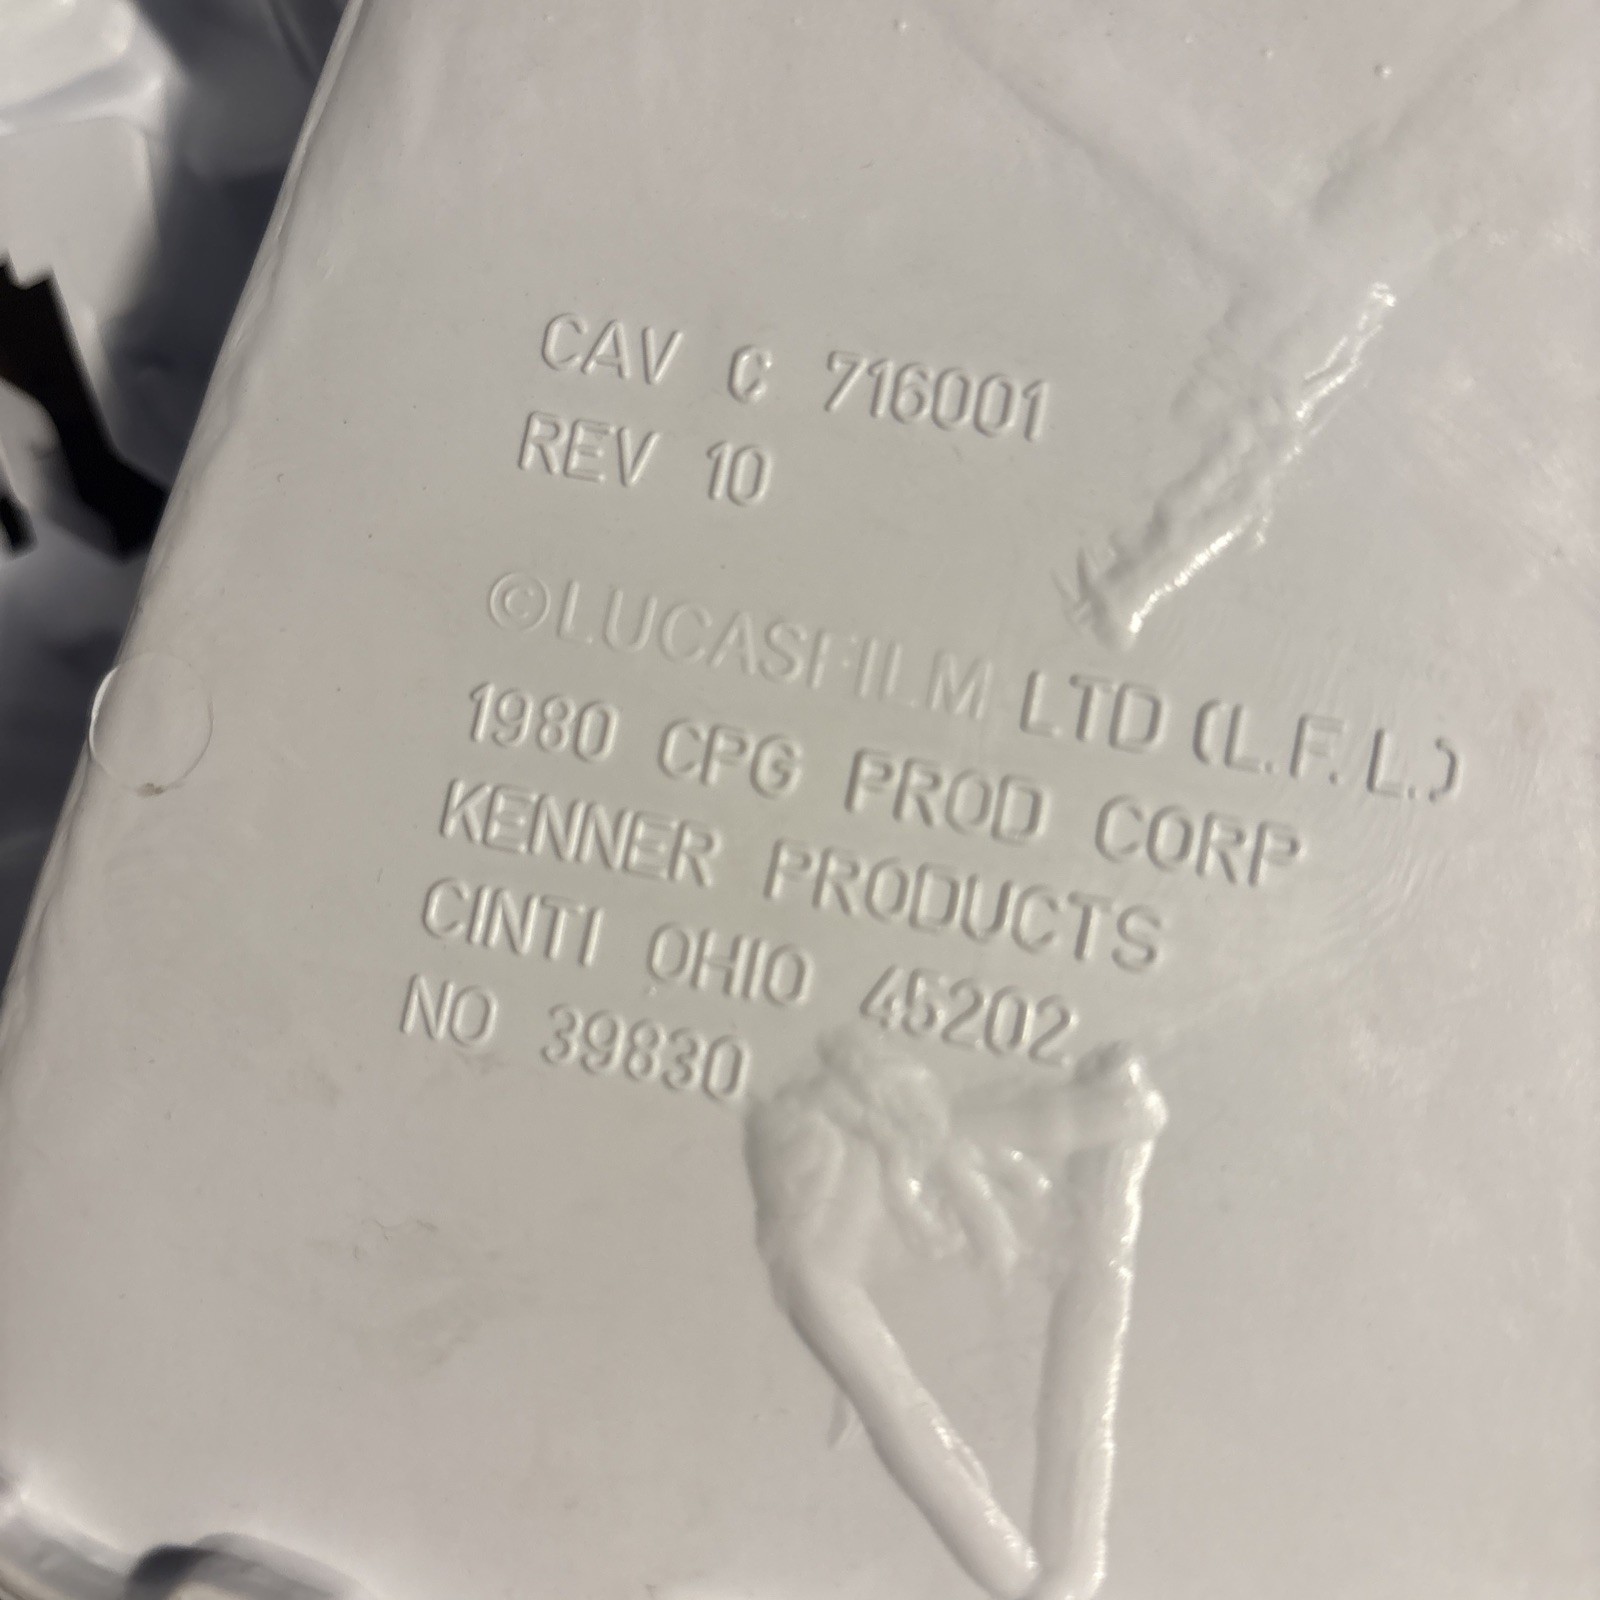 CAV C 716001
REV 10
©LUCASFILM LTD (L.F.L.)
1980 CPG PROD CORP
KENNER PRODUCTS
CINTI OHIO 45202
NO 39830